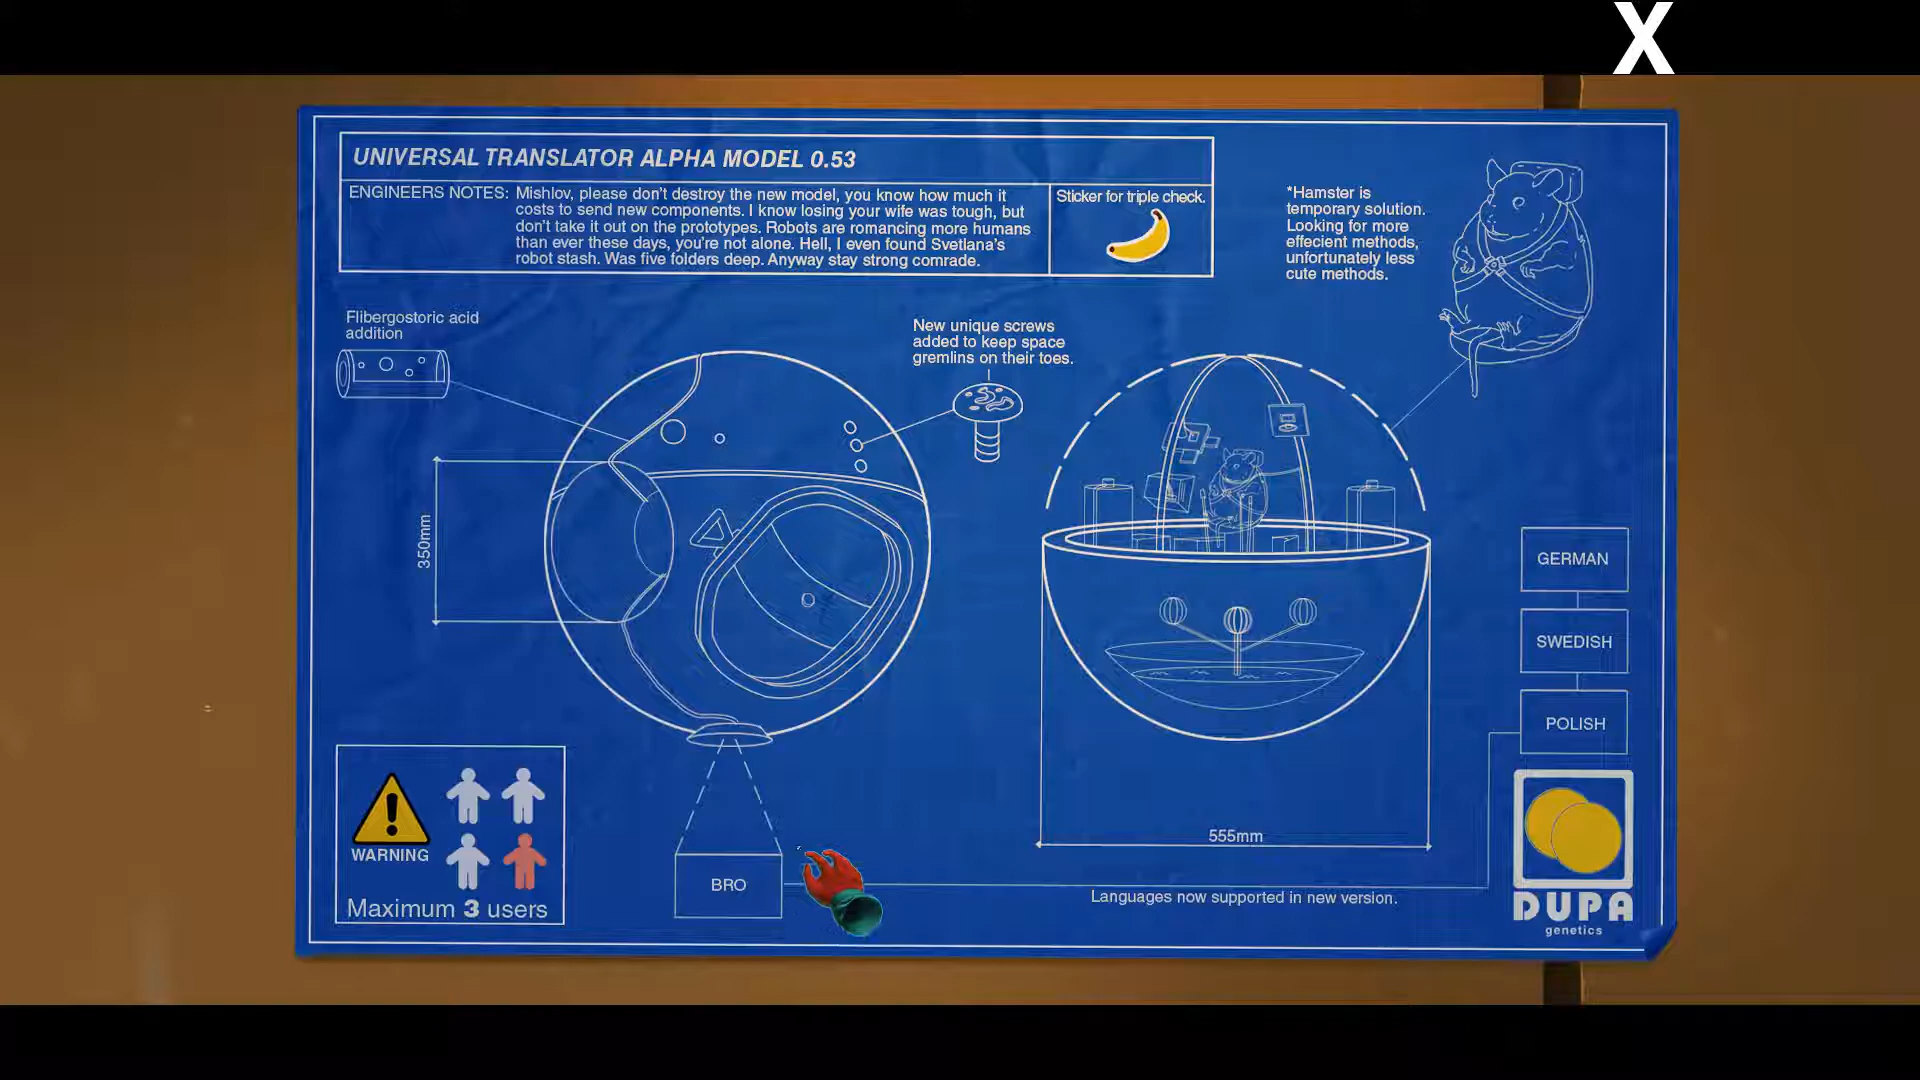 X
UNIVERSAL TRANSLATOR ALPHA MODEL 0.53
ENGINEERS NOTES: Mishlov, please don't destroy the new model, you know how much it
costs to send new components. I know losing your wife was tough, but
don't take it out on the prototypes. Robots are romancing more humans
than ever these days, you're not alone. Hell, I even found Svetlana's
robot stash. Was five folders deep. Anyway stay strong comrade.
Sticker for triple check.
*Hamster is
temporary solution.
Looking for more
effecient methods,
unfortunately less
cute methods.
Flibergostoric acid
addition
New unique screws
added to keep space
gremlins on their toes.
350mm
GERMAN
SWEDISH
POLISH
555mm
WARNING
Maximum 3 users
BRO
Languages now supported in new version.
DUPA
genetics